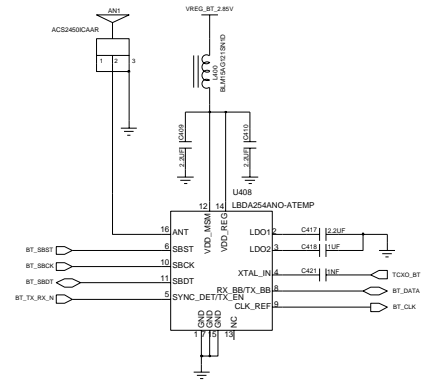 AN1
VREG_BT_2.85V
ACS2450ICAAR
1 2 3
L400
BLM15AG121SN1D
C409
2.2UF
C410
2.2UF
U408
LBDA254ANO-ATEMP
12 14
VDD_MSM
VDD_REG
16 ANT
LDO1 2 C417 2.2UF
BT_SBST 6 SBST
LDO2 3 C418 1UF
BT_SBCK 10 SBCK
XTAL_IN 4 C421 1NF TCXO_BT
BT_SBDT 11 SBDT
RX_BB/TX_BB 8 BT_DATA
BT_TX_RX_N 5 SYNC_DET/TX_EN
CLK_REF 9 BT_CLK
GND GND GND NC
1 7 15 13